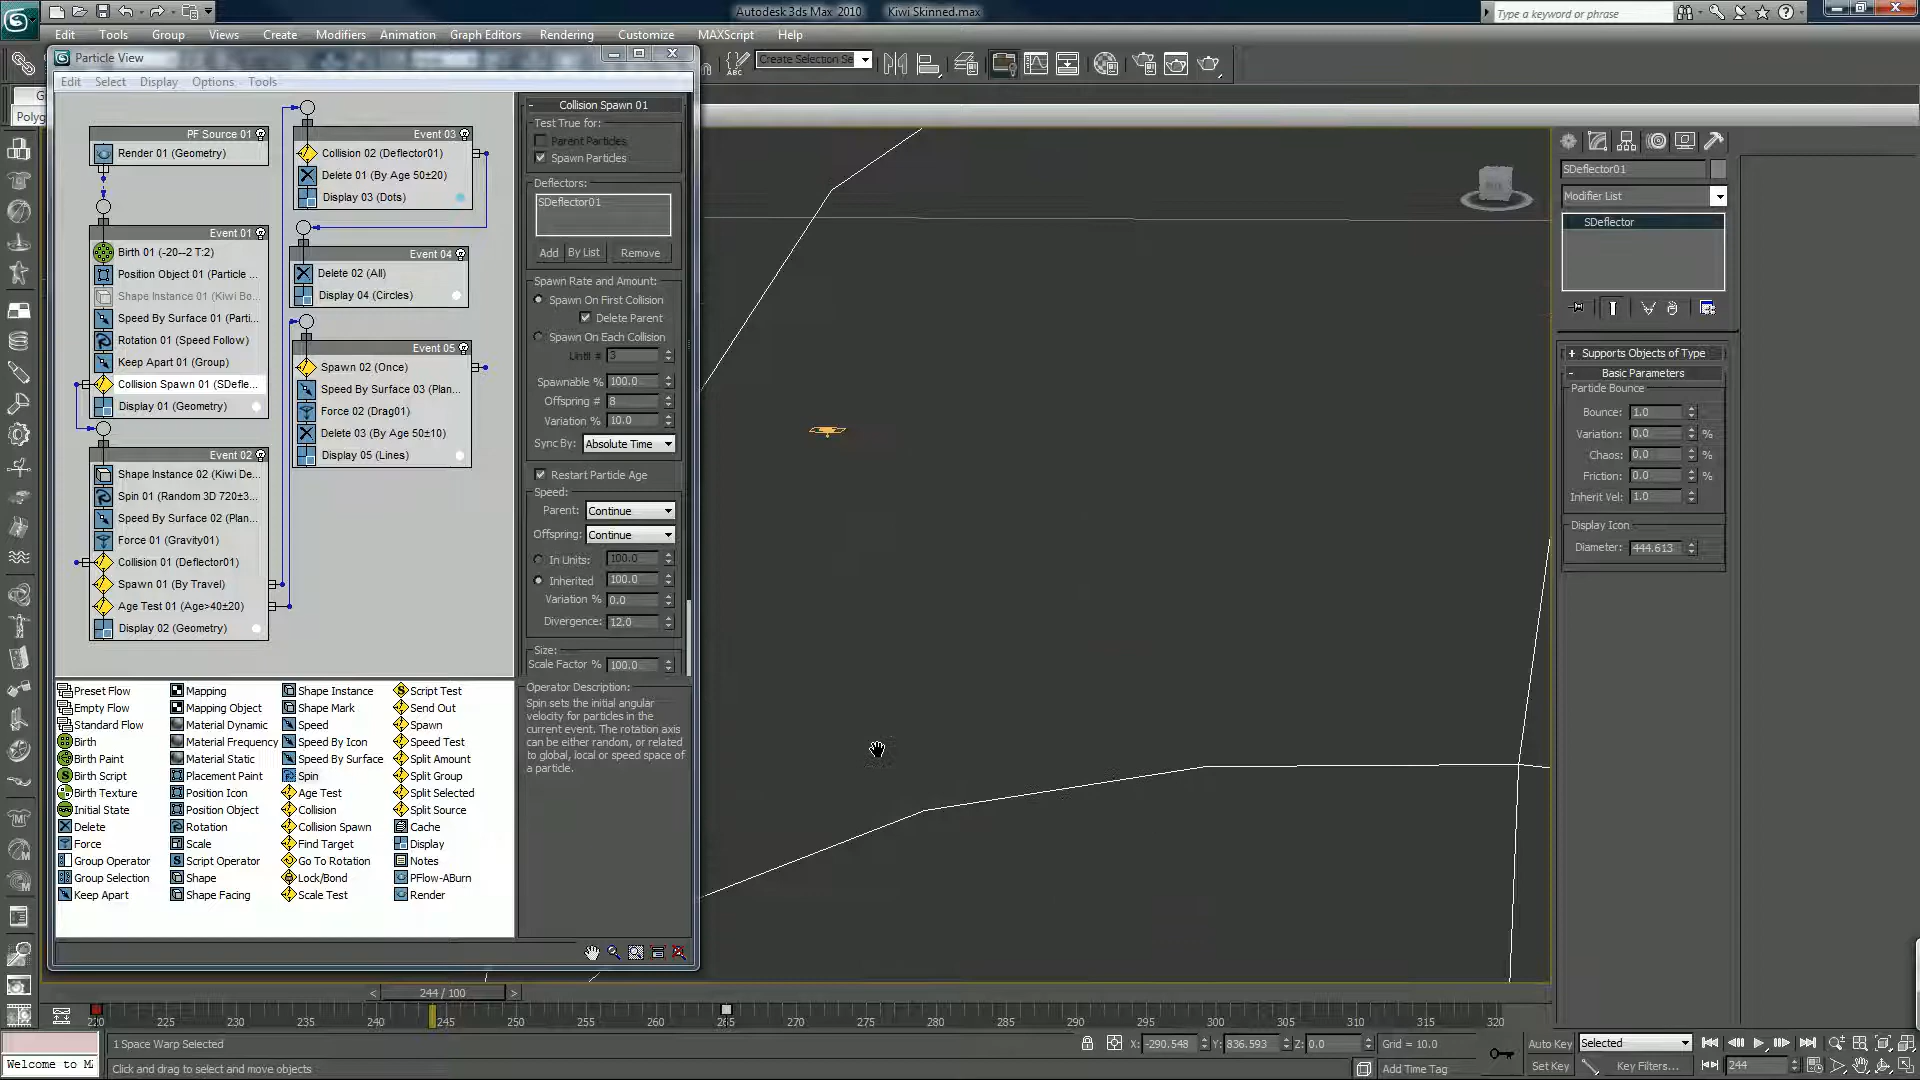 Autodesk 3ds Max 2010 Kiwi Skinned.max
Type a keyword or phrase
Edit Tools Group Views Create Modifiers Animation Graph Editors Rendering Customize MAXScript Help
Particle View
Create Selection Se
Edit Select Display Options Tools
Polyg
PF Source 01
Render 01 (Geometry)
Event 01
Birth 01 (-20--2 T:2)
Position Object 01 (Particle ...
Shape Instance 01 (Kiwi Bo...
Speed By Surface 01 (Parti...
Rotation 01 (Speed Follow)
Keep Apart 01 (Group)
Collision Spawn 01 (SDefle...
Display 01 (Geometry)
Event 02
Shape Instance 02 (Kiwi De...
Spin 01 (Random 3D 720±3...
Speed By Surface 02 (Plan...
Force 01 (Gravity01)
Collision 01 (Deflector01)
Spawn 01 (By Travel)
Age Test 01 (Age>40±20)
Display 02 (Geometry)
Event 03
Collision 02 (Deflector01)
Delete 01 (By Age 50±20)
Display 03 (Dots)
Event 04
Delete 02 (All)
Display 04 (Circles)
Event 05
Spawn 02 (Once)
Speed By Surface 03 (Plan...
Force 02 (Drag01)
Delete 03 (By Age 50±10)
Display 05 (Lines)
- Collision Spawn 01
Test True for:
Parent Particles
Spawn Particles
Deflectors:
SDeflector01
Add By List Remove
Spawn Rate and Amount:
Spawn On First Collision
Delete Parent
Spawn On Each Collision
Until # 3
Spawnable % 100.0
Offspring # 8
Variation % 10.0
Sync By: Absolute Time
Restart Particle Age
Speed:
Parent: Continue
Offspring: Continue
In Units: 100.0
Inherited 100.0
Variation % 0.0
Divergence: 12.0
Size:
Scale Factor % 100.0
Preset Flow Mapping Shape Instance Script Test
Empty Flow Mapping Object Shape Mark Send Out
Standard Flow Material Dynamic Speed Spawn
Birth Material Frequency Speed By Icon Speed Test
Birth Paint Material Static Speed By Surface Split Amount
Birth Script Placement Paint Spin Split Group
Birth Texture Position Icon Age Test Split Selected
Initial State Position Object Collision Split Source
Delete Rotation Collision Spawn Cache
Force Scale Find Target Display
Group Operator Script Operator Go To Rotation Notes
Group Selection Shape Lock/Bond PFlow-ABurn
Keep Apart Shape Facing Scale Test Render
Operator Description:
Spin sets the initial angular
velocity for particles in the
current event. The rotation axis
can be either random, or related
to global, local or speed space of
a particle.
SDeflector01
Modifier List
SDeflector
+ Supports Objects of Type
- Basic Parameters
Particle Bounce
Bounce: 1.0
Variation: 0.0 %
Chaos: 0.0 %
Friction: 0.0 %
Inherit Vel: 1.0
Display Icon
Diameter: 444.613
< 244 / 100 >
220 225 230 235 240 245 250 255 260 265 270 275 280 285 290 295 300 305 310 315 320
1 Space Warp Selected
X: -290.548 Y: 836.593 Z: 0.0 Grid = 10.0
Auto Key Selected
Welcome to M
Click and drag to select and move objects
Add Time Tag
Set Key Key Filters... 244